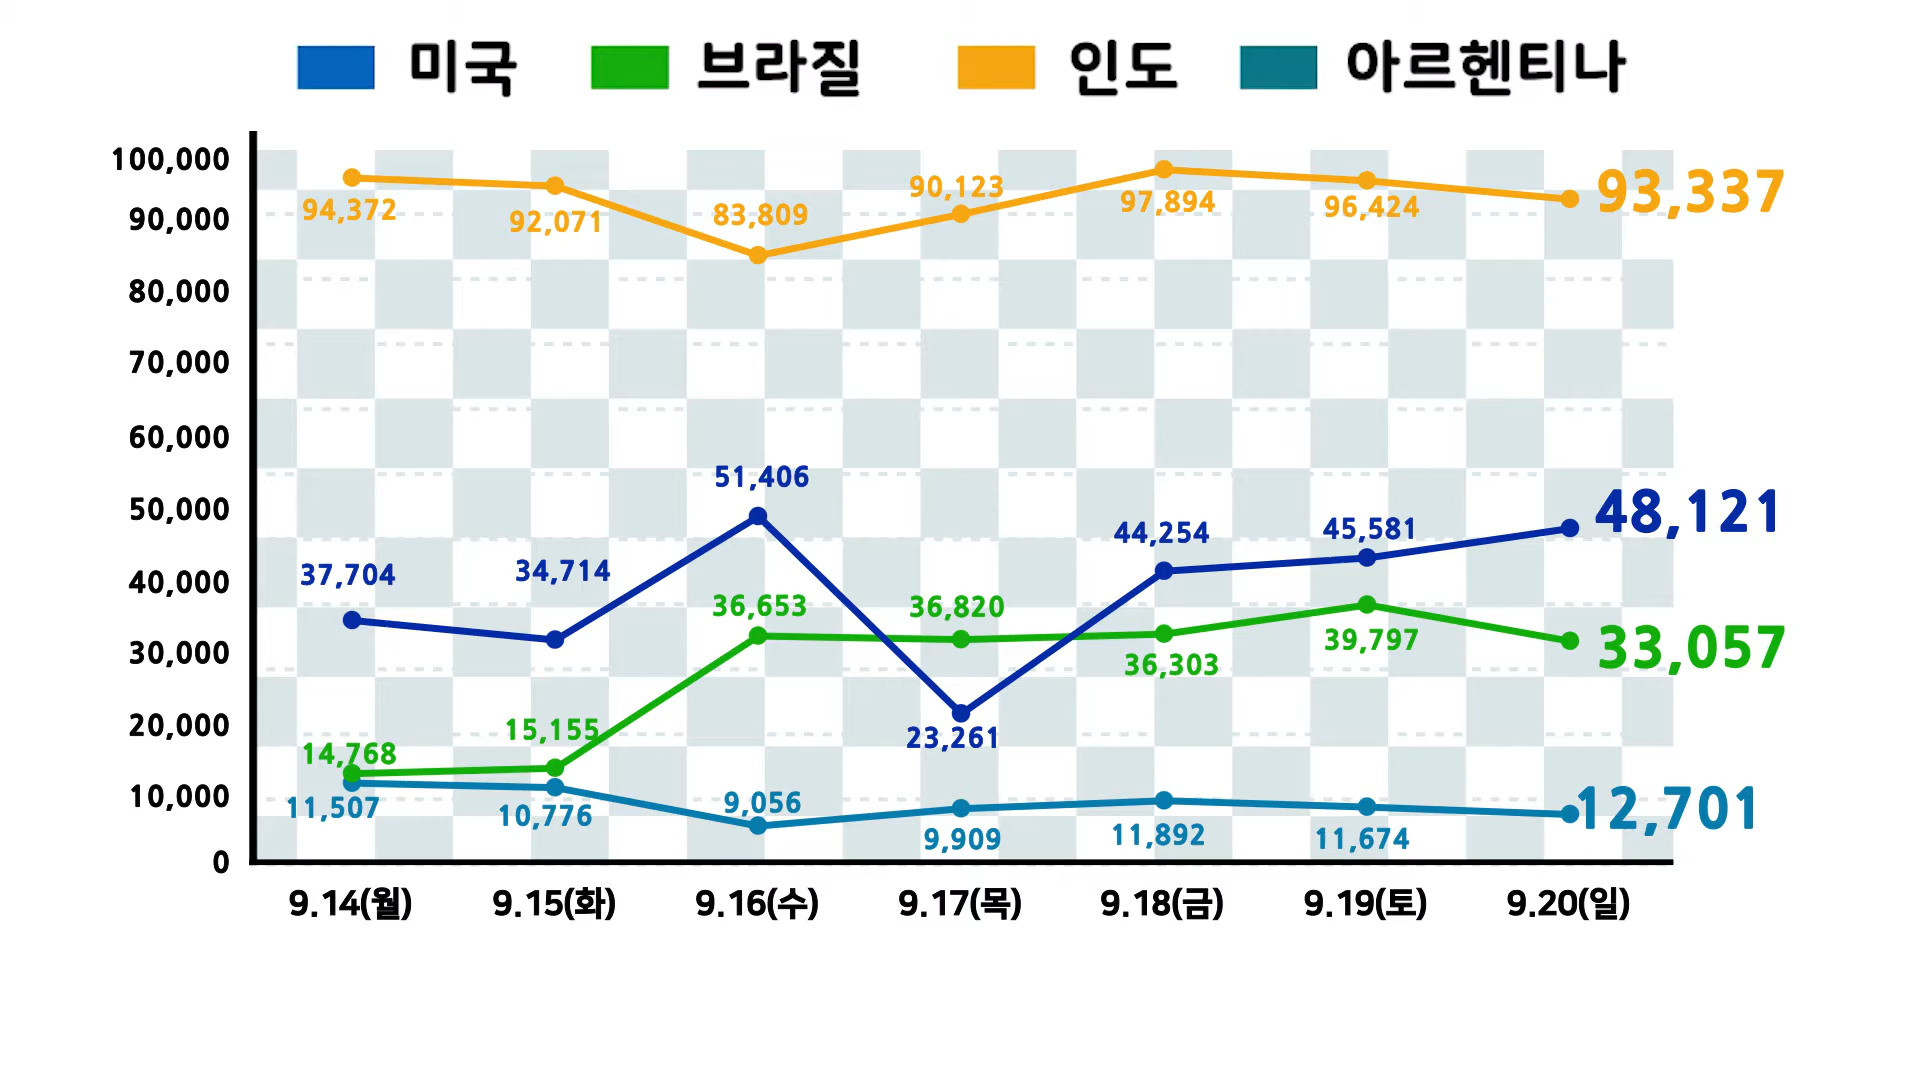 미국 브라질 인도 아르헨티나
100,000
90,000
80,000
70,000
60,000
50,000
40,000
30,000
20,000
10,000
0
94,372 92,071 83,809 90,123 97,894 96,424 93,337
37,704 34,714 51,406 23,261 44,254 45,581 48,121
14,768 15,155 36,653 36,820 36,303 39,797 33,057
11,507 10,776 9,056 9,909 11,892 11,674 12,701
9.14(월) 9.15(화) 9.16(수) 9.17(목) 9.18(금) 9.19(토) 9.20(일)